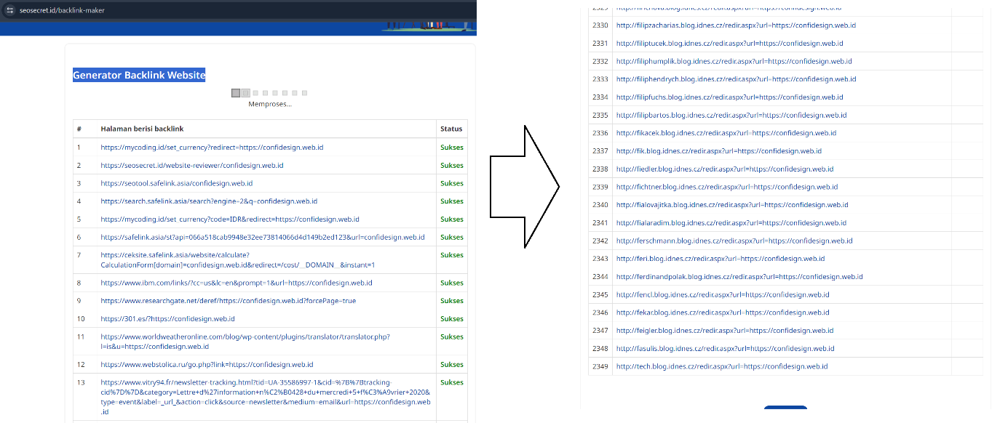 seosecret.id/backlink-maker
Generator Backlink Website
Memproses...
# Halaman berisi backlink Status
1 https://mycoding.id/set_currency?redirect=https://confidesign.web.id Sukses
2 https://seosecret.id/website-reviewer/confidesign.web.id Sukses
3 https://seotool.safelink.asia/confidesign.web.id Sukses
4 https://search.safelink.asia/search?engine=2&q=confidesign.web.id Sukses
5 https://mycoding.id/set_currency?code=IDR&redirect=https://confidesign.web.id Sukses
6 https://safelink.asia/st?api=066a518cab9948e32ee73814066d4d149b2ed123&url=confidesign.web.id Sukses
7 https://ceksite.safelink.asia/website/calculate? Sukses
CalculationForm[domain]=confidesign.web.id&redirect=/cost/__DOMAIN__&instant=1
8 https://www.ibm.com/links/?cc=us&lc=en&prompt=1&url=https://confidesign.web.id Sukses
9 https://www.researchgate.net/deref/https://confidesign.web.id?forcePage=true Sukses
10 https://301.es/?https://confidesign.web.id Sukses
11 https://www.worldweatheronline.com/blog/wp-content/plugins/translator/translator.php? Sukses
l=is&u=https://confidesign.web.id
12 https://www.webstolica.ru/go.php?link=https://confidesign.web.id Sukses
13 https://www.vitry94.fr/newsletter-tracking.html?tid=UA-35586997-1&cid=%7B%7Btracking- Sukses
cid%7D%7D&category=Lettre+d%27information+n%C2%B0428+du+mercredi+5+f%C3%A9vrier+2020&
type=event&label=_url_&action=click&source=newsletter&medium=email&url=https://confidesign.web
.id
2330 http://filipzacharias.blog.idnes.cz/redir.aspx?url=https://confidesign.web.id
2331 http://filiptucek.blog.idnes.cz/redir.aspx?url=https://confidesign.web.id
2332 http://filiphumplik.blog.idnes.cz/redir.aspx?url=https://confidesign.web.id
2333 http://filiphendrych.blog.idnes.cz/redir.aspx?url=https://confidesign.web.id
2334 http://filipfuchs.blog.idnes.cz/redir.aspx?url=https://confidesign.web.id
2335 http://filipbartos.blog.idnes.cz/redir.aspx?url=https://confidesign.web.id
2336 http://fikacek.blog.idnes.cz/redir.aspx?url=https://confidesign.web.id
2337 http://fik.blog.idnes.cz/redir.aspx?url=https://confidesign.web.id
2338 http://fiedler.blog.idnes.cz/redir.aspx?url=https://confidesign.web.id
2339 http://fichtner.blog.idnes.cz/redir.aspx?url=https://confidesign.web.id
2340 http://fialovajitka.blog.idnes.cz/redir.aspx?url=https://confidesign.web.id
2341 http://fialaradim.blog.idnes.cz/redir.aspx?url=https://confidesign.web.id
2342 http://ferschmann.blog.idnes.cz/redir.aspx?url=https://confidesign.web.id
2343 http://feri.blog.idnes.cz/redir.aspx?url=https://confidesign.web.id
2344 http://ferdinandpolak.blog.idnes.cz/redir.aspx?url=https://confidesign.web.id
2345 http://fencl.blog.idnes.cz/redir.aspx?url=https://confidesign.web.id
2346 http://fekar.blog.idnes.cz/redir.aspx?url=https://confidesign.web.id
2347 http://feigler.blog.idnes.cz/redir.aspx?url=https://confidesign.web.id
2348 http://fasulis.blog.idnes.cz/redir.aspx?url=https://confidesign.web.id
2349 http://tech.blog.idnes.cz/redir.aspx?url=https://confidesign.web.id